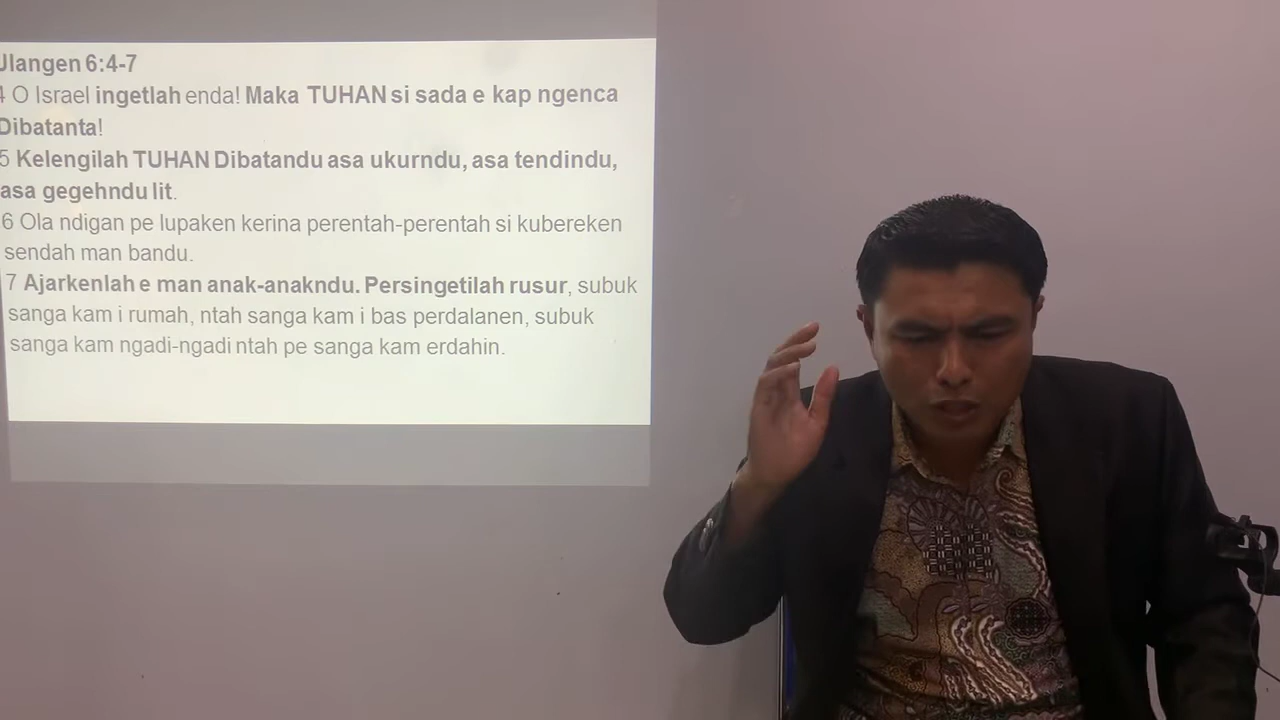 Ulangen 6:4-7
4 O Israel ingetlah enda! Maka TUHAN si sada e kap ngenca
Dibatanta!
5 Kelengilah TUHAN Dibatandu asa ukurndu, asa tendindu,
asa gegehndu lit.
6 Ola ndigan pe lupaken kerina perentah-perentah si kubereken
sendah man bandu.
7 Ajarkenlah e man anak-anakndu. Persingetilah rusur, subuk
sanga kam i rumah, ntah sanga kam i bas perdalanen, subuk
sanga kam ngadi-ngadi ntah pe sanga kam erdahin.